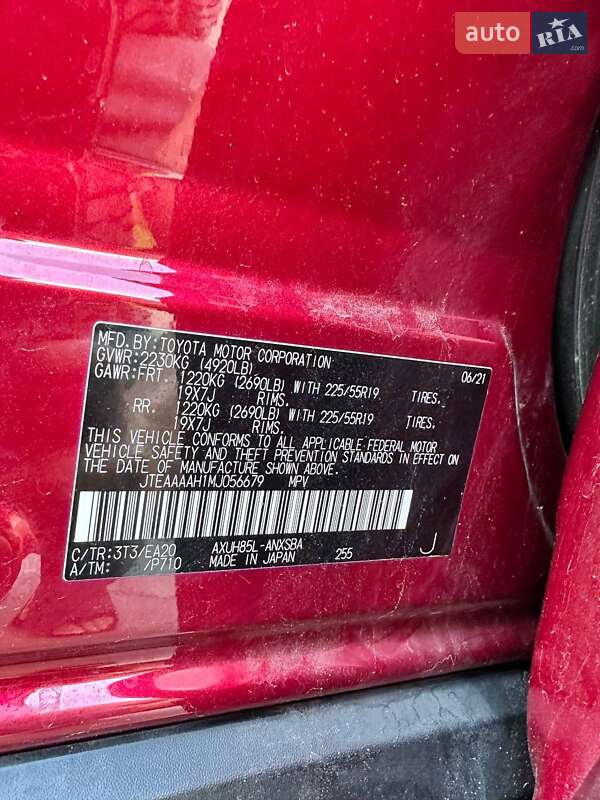 auto RIA
.com
MFD. BY: TOYOTA MOTOR CORPORATION 06/21
GVWR: 2230KG (4920LB)
GAWR: FRT. 1220KG (2690LB) WITH 225/55R19 TIRES.
19X7J RIMS.
RR. 1220KG (2690LB) WITH 225/55R19 TIRES.
19X7J RIMS.
THIS VEHICLE CONFORMS TO ALL APPLICABLE FEDERAL MOTOR
VEHICLE SAFETY AND THEFT PREVENTION STANDARDS IN EFFECT ON
THE DATE OF MANUFACTURE SHOWN ABOVE.
JTEAAAAH1MJ056679 MPV
C/TR: 3T3/EA20 AXUH85L-ANXSBA 255 J
A/TM: /P710 MADE IN JAPAN